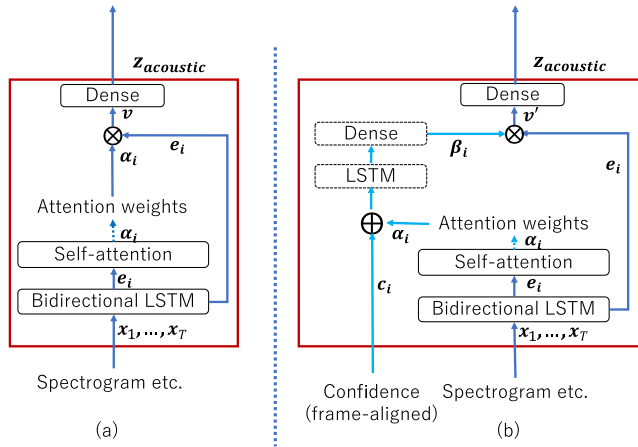 z_acoustic
Dense
v
α_i
e_i
Attention weights
α_i
Self-attention
e_i
Bidirectional LSTM
x_1, ..., x_T
Spectrogram etc.
(a)
z_acoustic
Dense
v'
Dense
β_i
e_i
LSTM
Attention weights
α_i
α_i
Self-attention
c_i
e_i
Bidirectional LSTM
x_1, ..., x_T
Confidence
(frame-aligned)
Spectrogram etc.
(b)